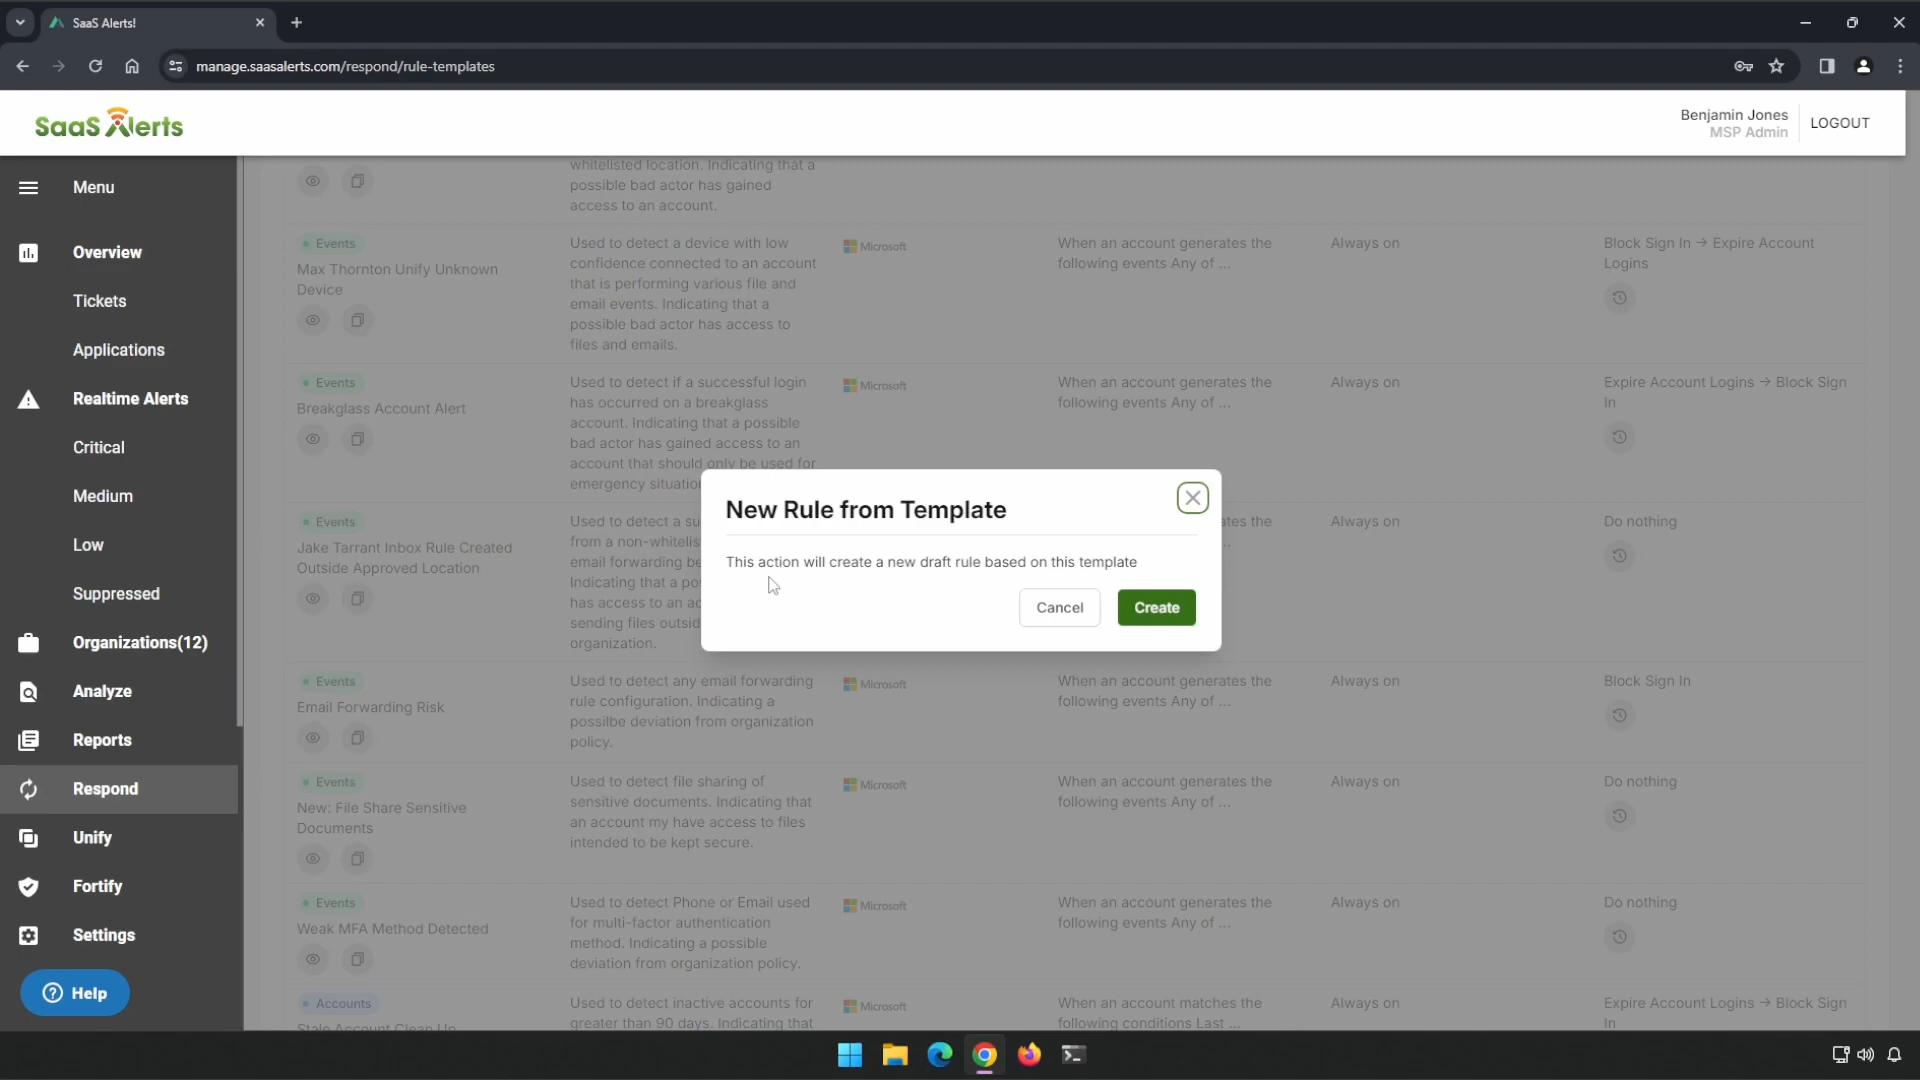 SaaS Alerts!
manage.saasalerts.com/respond/rule-templates
SaaS Alerts
Benjamin Jones
MSP Admin
LOGOUT
Menu
Overview
Tickets
Applications
Realtime Alerts
Critical
Medium
Low
Suppressed
Organizations(12)
Analyze
Reports
Respond
Unify
Fortify
Settings
Help
whitelisted location. Indicating that a
possible bad actor has gained
access to an account.
Events
Max Thornton Unify Unknown
Device
Used to detect a device with low
confidence connected to an account
that is performing various file and
email events. Indicating that a
possible bad actor has access to
files and emails.
Microsoft
When an account generates the
following events Any of ...
Always on
Block Sign In → Expire Account
Logins
Events
Breakglass Account Alert
Used to detect if a successful login
has occurred on a breakglass
account. Indicating that a possible
bad actor has gained access to an
account that should only be used for
emergency situatio
Microsoft
When an account generates the
following events Any of ...
Always on
Expire Account Logins → Block Sign
In
Events
Jake Tarrant Inbox Rule Created
Outside Approved Location
Used to detect a su
from a non-whitelis
email forwarding be
Indicating that a po
has access to an ac
sending files outsid
organization.
tes the
...
Always on
Do nothing
New Rule from Template
This action will create a new draft rule based on this template
Cancel
Create
Events
Email Forwarding Risk
Used to detect any email forwarding
rule configuration. Indicating a
possilbe deviation from organization
policy.
Microsoft
When an account generates the
following events Any of ...
Always on
Block Sign In
Events
New: File Share Sensitive
Documents
Used to detect file sharing of
sensitive documents. Indicating that
an account my have access to files
intended to be kept secure.
Microsoft
When an account generates the
following events Any of ...
Always on
Do nothing
Events
Weak MFA Method Detected
Used to detect Phone or Email used
for multi-factor authentication
method. Indicating a possible
deviation from organization policy.
Microsoft
When an account generates the
following events Any of ...
Always on
Do nothing
Accounts
Stale Account Clean Up
Used to detect inactive accounts for
greater than 90 days. Indicating that
Microsoft
When an account matches the
following conditions Last ...
Always on
Expire Account Logins → Block Sign
In